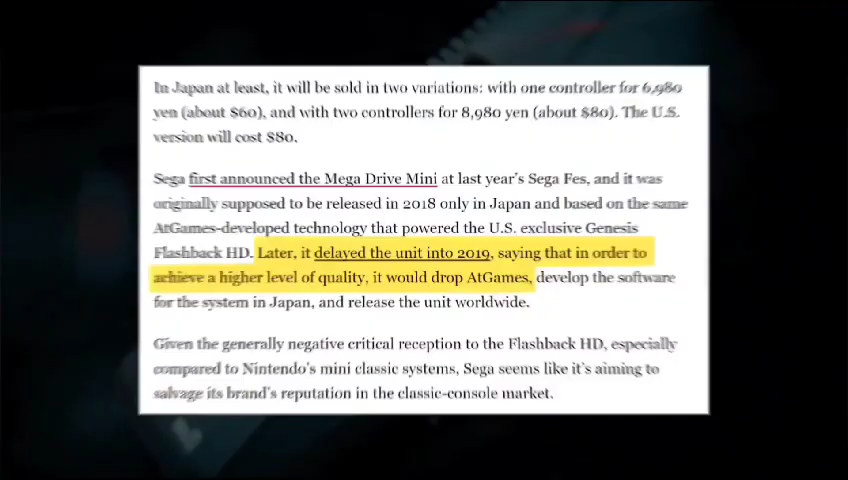 In Japan at least, it will be sold in two variations: with one controller for 6,980
yen (about $60), and with two controllers for 8,980 yen (about $80). The U.S.
version will cost $80.
Sega first announced the Mega Drive Mini at last year's Sega Fes, and it was
originally supposed to be released in 2018 only in Japan and based on the same
AtGames-developed technology that powered the U.S. exclusive Genesis
Flashback HD. Later, it delayed the unit into 2019, saying that in order to
achieve a higher level of quality, it would drop AtGames, develop the software
for the system in Japan, and release the unit worldwide.
Given the generally negative critical reception to the Flashback HD, especially
compared to Nintendo's mini classic systems, Sega seems like it's aiming to
salvage its brand's reputation in the classic-console market.